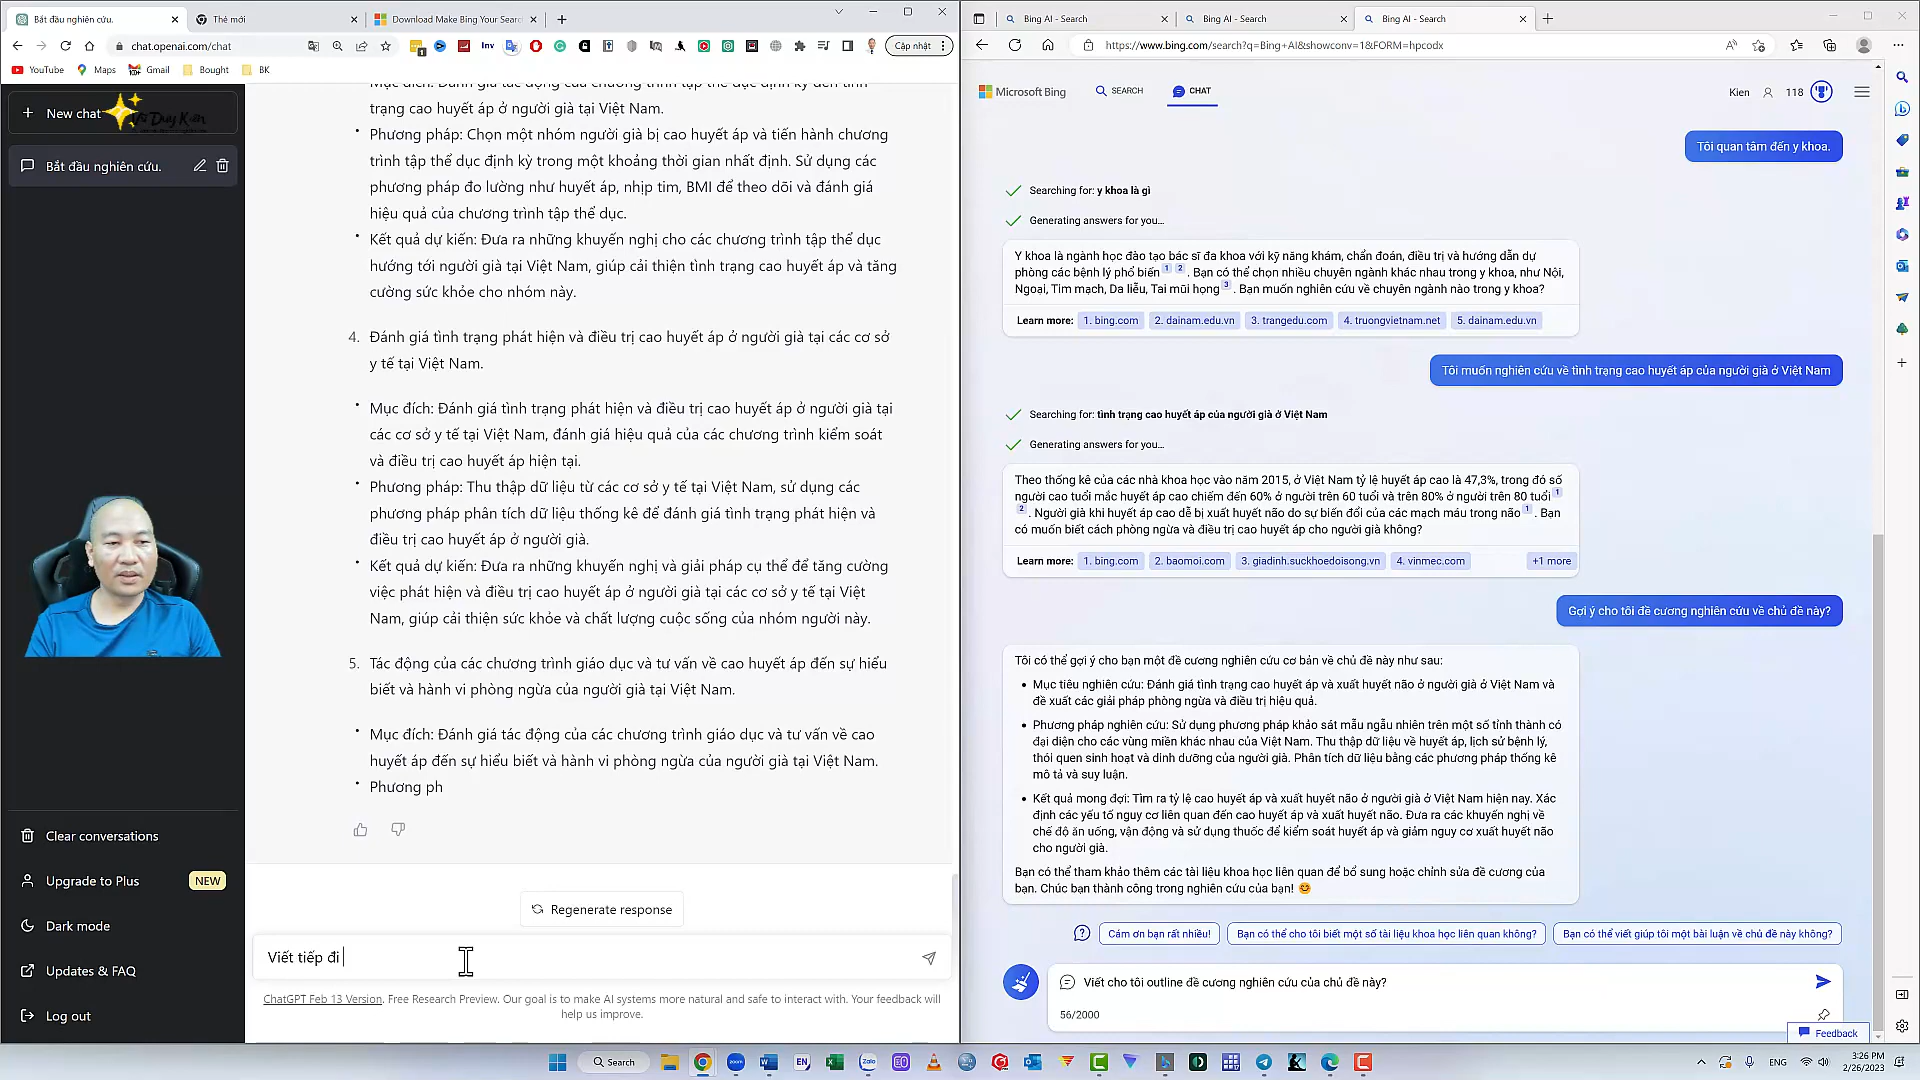 Bắt đầu nghiên cứu.
Thẻ mới
Download Make Bing Your Searc
chat.openai.com/chat
Inv
Cập nhật
YouTube
Maps
Gmail
Bought
BK
New chat
Bắt đầu nghiên cứu.
Clear conversations
Upgrade to Plus
NEW
Dark mode
Updates & FAQ
Log out
trạng cao huyết áp ở người già tại Việt Nam.
Phương pháp: Chọn một nhóm người già bị cao huyết áp và tiến hành chương
trình tập thể dục định kỳ trong một khoảng thời gian nhất định. Sử dụng các
phương pháp đo lường như huyết áp, nhịp tim, BMI để theo dõi và đánh giá
hiệu quả của chương trình tập thể dục.
Kết quả dự kiến: Đưa ra những khuyến nghị cho các chương trình tập thể dục
hướng tới người già tại Việt Nam, giúp cải thiện tình trạng cao huyết áp và tăng
cường sức khỏe cho nhóm này.
4. Đánh giá tình trạng phát hiện và điều trị cao huyết áp ở người già tại các cơ sở
y tế tại Việt Nam.
Mục đích: Đánh giá tình trạng phát hiện và điều trị cao huyết áp ở người già tại
các cơ sở y tế tại Việt Nam, đánh giá hiệu quả của các chương trình kiểm soát
và điều trị cao huyết áp hiện tại.
Phương pháp: Thu thập dữ liệu từ các cơ sở y tế tại Việt Nam, sử dụng các
phương pháp phân tích dữ liệu thống kê để đánh giá tình trạng phát hiện và
điều trị cao huyết áp ở người già.
Kết quả dự kiến: Đưa ra những khuyến nghị và giải pháp cụ thể để tăng cường
việc phát hiện và điều trị cao huyết áp ở người già tại các cơ sở y tế tại Việt
Nam, giúp cải thiện sức khỏe và chất lượng cuộc sống của nhóm người này.
5. Tác động của các chương trình giáo dục và tư vấn về cao huyết áp đến sự hiểu
biết và hành vi phòng ngừa của người già tại Việt Nam.
Mục đích: Đánh giá tác động của các chương trình giáo dục và tư vấn về cao
huyết áp đến sự hiểu biết và hành vi phòng ngừa của người già tại Việt Nam.
Phương ph
Regenerate response
Viết tiếp đi
ChatGPT Feb 13 Version. Free Research Preview. Our goal is to make AI systems more natural and safe to interact with. Your feedback will
help us improve.
Bing AI - Search
Bing AI - Search
Bing AI - Search
https://www.bing.com/search?q=Bing+AI&showconv=1&FORM=hpcodx
Microsoft Bing
SEARCH
CHAT
Kien
118
Tôi quan tâm đến y khoa.
Searching for: y khoa là gì
Generating answers for you...
Y khoa là ngành học đào tạo bác sĩ đa khoa với kỹ năng khám, chẩn đoán, điều trị và hướng dẫn dự
phòng các bệnh lý phổ biến 1 2 . Bạn có thể chọn nhiều chuyên ngành khác nhau trong y khoa, như Nội,
Ngoại, Tim mạch, Da liễu, Tai mũi họng 3 . Bạn muốn nghiên cứu về chuyên ngành nào trong y khoa?
Learn more: 1. bing.com 2. dainam.edu.vn 3. trangedu.com 4. truongvietnam.net 5. dainam.edu.vn
Tôi muốn nghiên cứu về tình trạng cao huyết áp của người già ở Việt Nam
Searching for: tình trạng cao huyết áp của người già ở Việt Nam
Generating answers for you...
Theo thống kê của các nhà khoa học vào năm 2015, ở Việt Nam tỷ lệ huyết áp cao là 47,3%, trong đó số
người cao tuổi mắc huyết áp cao chiếm đến 60% ở người trên 60 tuổi và trên 80% ở người trên 80 tuổi 1
2 . Người già khi huyết áp cao dễ bị xuất huyết não do sự biến đổi của các mạch máu trong não 1 . Bạn
có muốn biết cách phòng ngừa và điều trị cao huyết áp cho người già không?
Learn more: 1. bing.com 2. baomoi.com 3. giadinh.suckhoedoisong.vn 4. vinmec.com +1 more
Gợi ý cho tôi đề cương nghiên cứu về chủ đề này?
Tôi có thể gợi ý cho bạn một đề cương nghiên cứu cơ bản về chủ đề này như sau:
Mục tiêu nghiên cứu: Đánh giá tình trạng cao huyết áp và xuất huyết não ở người già ở Việt Nam và
đề xuất các giải pháp phòng ngừa và điều trị hiệu quả.
Phương pháp nghiên cứu: Sử dụng phương pháp khảo sát mẫu ngẫu nhiên trên một số tỉnh thành có
đại diện cho các vùng miền khác nhau của Việt Nam. Thu thập dữ liệu về huyết áp, lịch sử bệnh lý,
thói quen sinh hoạt và dinh dưỡng của người già. Phân tích dữ liệu bằng các phương pháp thống kê
mô tả và suy luận.
Kết quả mong đợi: Tìm ra tỷ lệ cao huyết áp và xuất huyết não ở người già ở Việt Nam hiện nay. Xác
định các yếu tố nguy cơ liên quan đến cao huyết áp và xuất huyết não. Đưa ra các khuyến nghị về
chế độ ăn uống, vận động và sử dụng thuốc để kiểm soát huyết áp và giảm nguy cơ xuất huyết não
cho người già.
Bạn có thể tham khảo thêm các tài liệu khoa học liên quan để bổ sung hoặc chỉnh sửa đề cương của
bạn. Chúc bạn thành công trong nghiên cứu của bạn! 😊
Cám ơn bạn rất nhiều!
Bạn có thể cho tôi biết một số tài liệu khoa học liên quan không?
Bạn có thể viết giúp tôi một bài luận về chủ đề này không?
Viết cho tôi outline đề cương nghiên cứu của chủ đề này?
56/2000
Feedback
Search
ENG
3:26 PM
2/26/2023